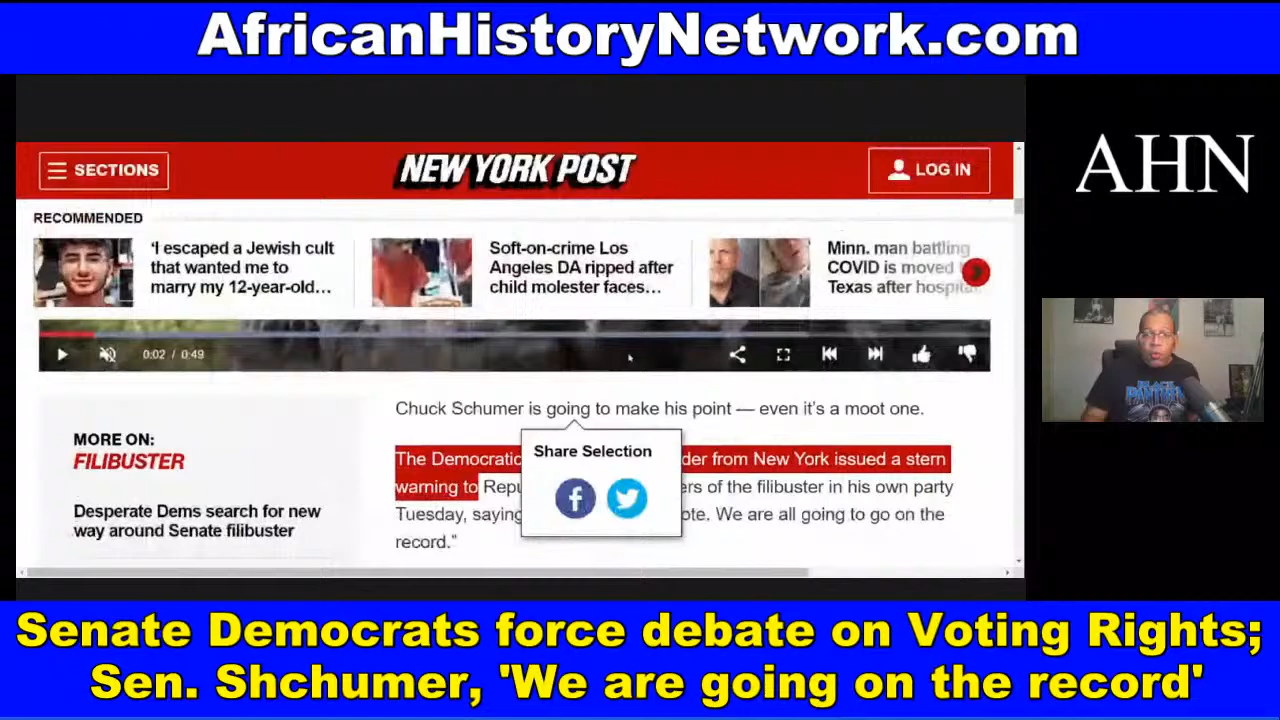 AfricanHistoryNetwork.com
AHN
SECTIONS
NEW YORK POST
LOG IN
RECOMMENDED
'I escaped a Jewish cult
that wanted me to
marry my 12-year-old...
Soft-on-crime Los
Angeles DA ripped after
child molester faces...
Minn. man battling
COVID is moved
Texas after
0:02 / 0:49
Chuck Schumer is going to make his point — even it's a moot one.
MORE ON:
FILIBUSTER
Desperate Dems search for new
way around Senate filibuster
The Democratic der from New York issued a stern
warning to Repu ers of the filibuster in his own party
Tuesday, saying ote. We are all going to go on the
record."
Share Selection
BLACK
PANTHER
Senate Democrats force debate on Voting Rights;
Sen. Shchumer, 'We are going on the record'